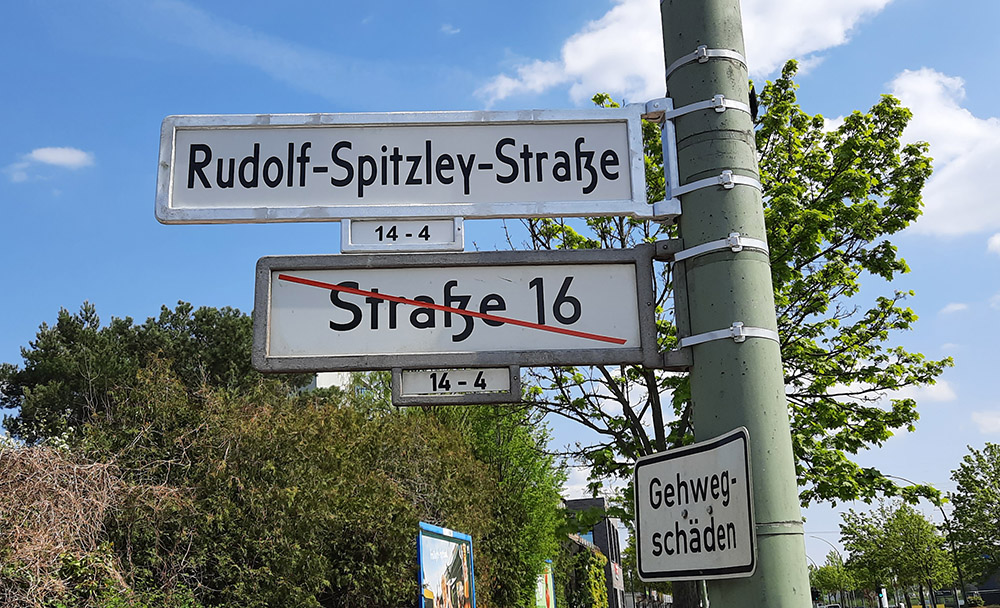 Rudolf-Spitzley-Straße
14 - 4
Straße 16
14 - 4
Gehweg-
schäden